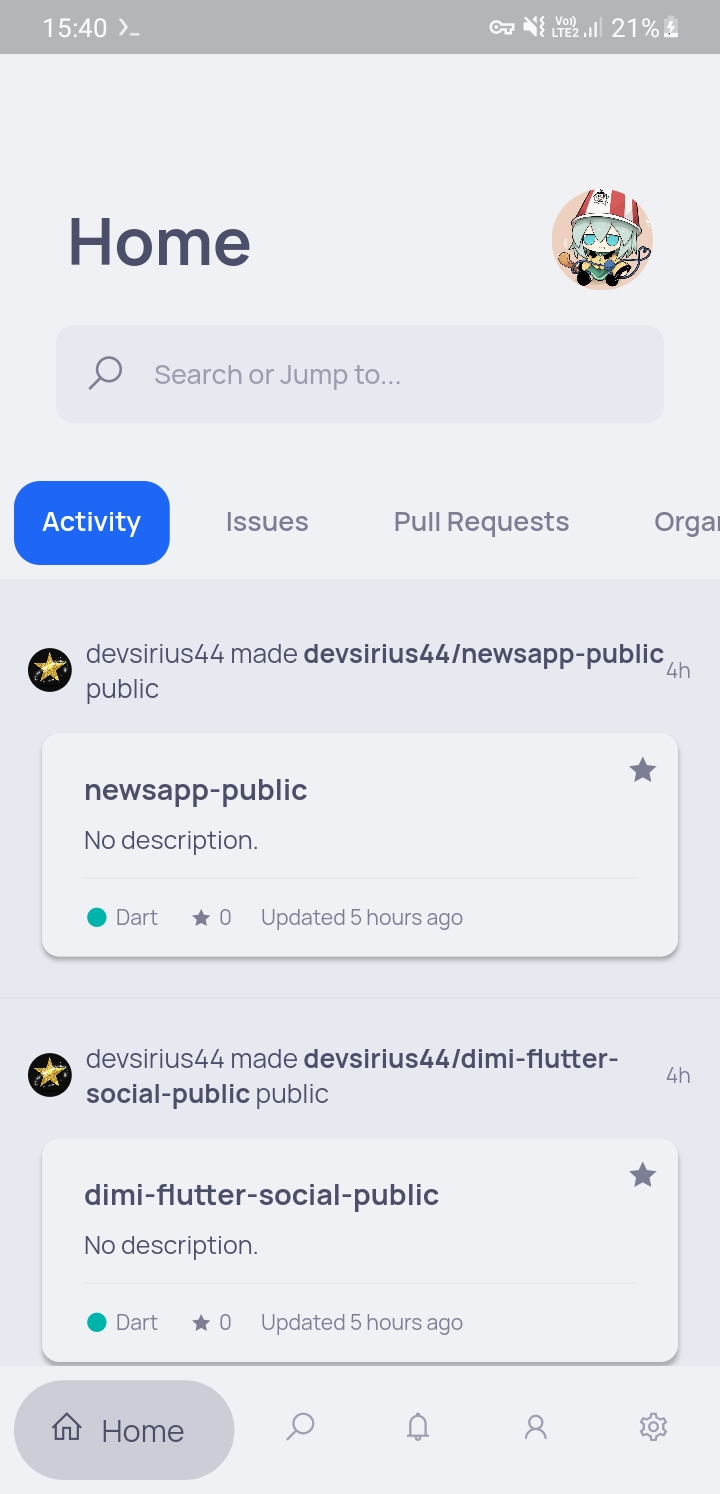 15:40
Vo))
LTE2
21%
Home
Search or Jump to...
Activity
Issues
Pull Requests
Orga
devsirius44 made devsirius44/newsapp-public
public
4h
newsapp-public
No description.
Dart
0
Updated 5 hours ago
devsirius44 made devsirius44/dimi-flutter-
social-public public
4h
dimi-flutter-social-public
No description.
Dart
0
Updated 5 hours ago
Home